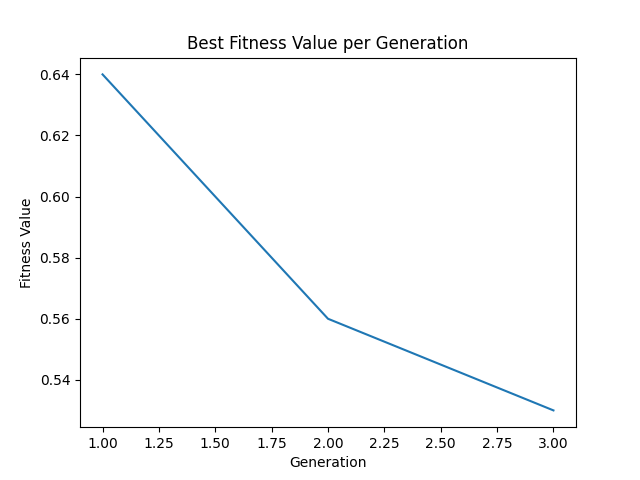 Best Fitness Value per Generation
0.64
0.62
0.60
0.58
0.56
0.54
Fitness Value
1.00 1.25 1.50 1.75 2.00 2.25 2.50 2.75 3.00
Generation